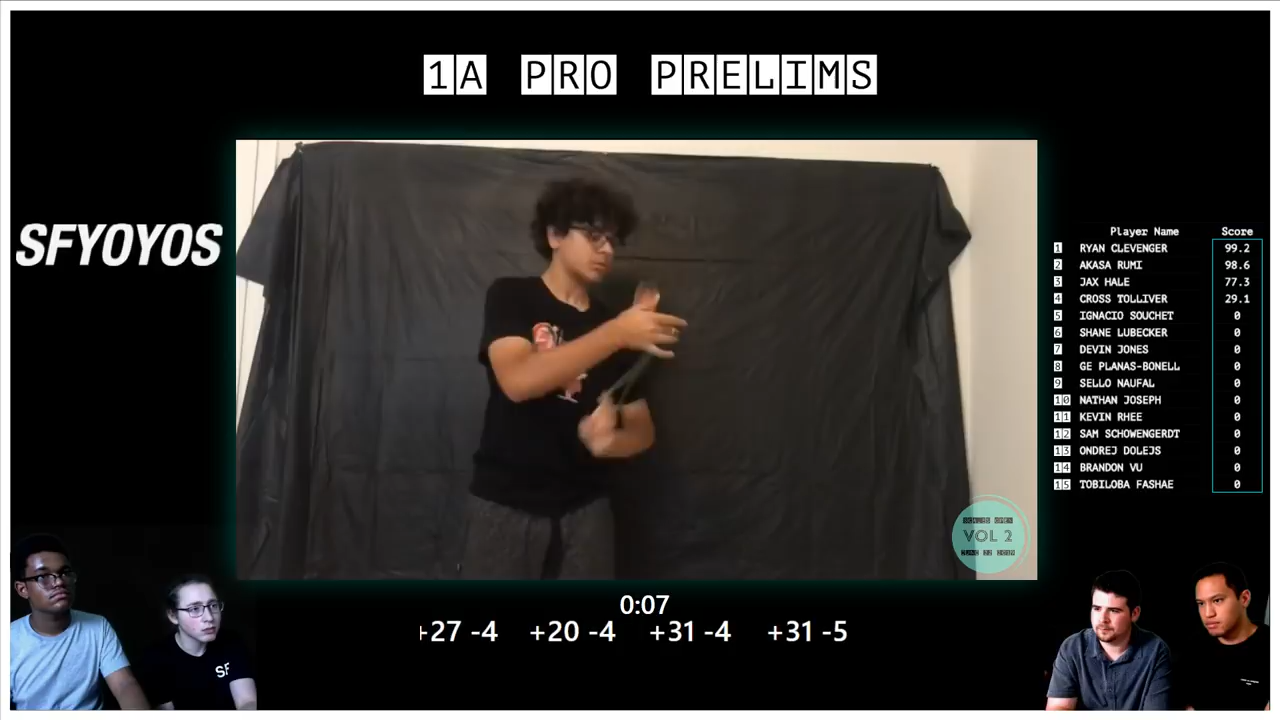 1A PRO PRELIMS
SFYOYOS
Player Name Score
1 RYAN CLEVENGER 99.2
2 AKASA RUMI 98.6
3 JAX HALE 77.3
4 CROSS TOLLIVER 29.1
5 IGNACIO SOUCHET 0
6 SHANE LUBECKER 0
7 DEVIN JONES 0
8 GE PLANAS-BONELL 0
9 SELLO NAUFAL 0
10 NATHAN JOSEPH 0
11 KEVIN RHEE 0
12 SAM SCHOWENGERDT 0
13 ONDREJ DOLEJS 0
14 BRANDON VU 0
15 TOBILOBA FASHAE 0
VOL 2
0:07
+27 -4 +20 -4 +31 -4 +31 -5
SF